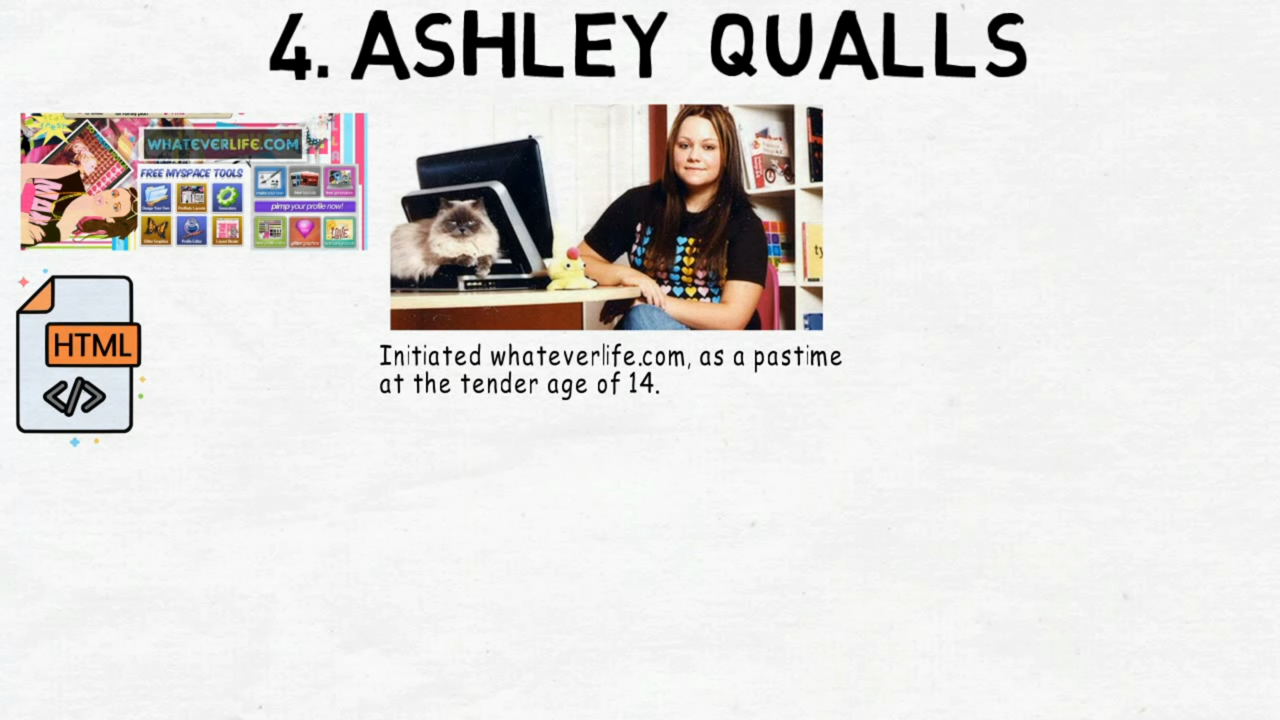 4. ASHLEY QUALLS
WHATEVERLIFE.COM
FREE MYSPACE TOOLS
pimp your profile now!
HTML
</>
Initiated whateverlife.com, as a pastime
at the tender age of 14.